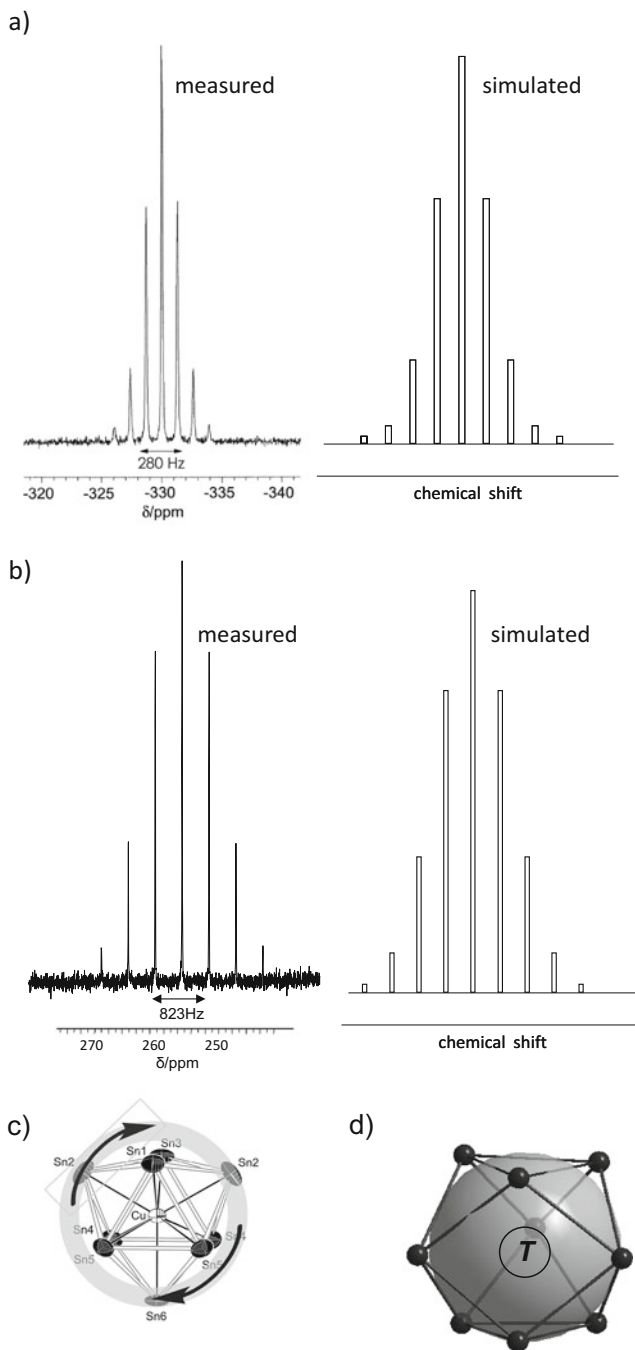 a)
measured
simulated
280 Hz
-320 -325 -330 -335 -340
δ/ppm
chemical shift
b)
measured
simulated
823Hz
270 260 250
δ/ppm
chemical shift
c)
d)
Sn3
Sn2 Sn1 Sn2
Cu
Sn4 Sn4
Sn5 Sn5
Sn6
T